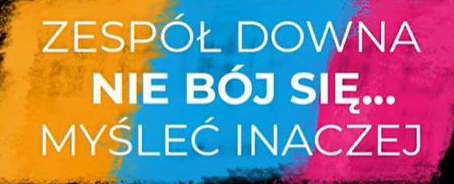 ZESPÓŁ DOWNA
NIE BÓJ SIĘ...
MYŚLEĆ INACZEJ